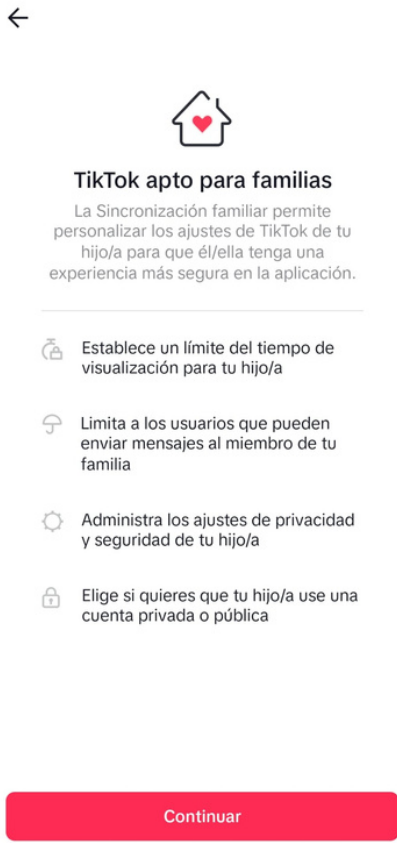 TikTok apto para familias
La Sincronización familiar permite
personalizar los ajustes de TikTok de tu
hijo/a para que él/ella tenga una
experiencia más segura en la aplicación.
Establece un límite del tiempo de
visualización para tu hijo/a
Limita a los usuarios que pueden
enviar mensajes al miembro de tu
familia
Administra los ajustes de privacidad
y seguridad de tu hijo/a
Elige si quieres que tu hijo/a use una
cuenta privada o pública
Continuar